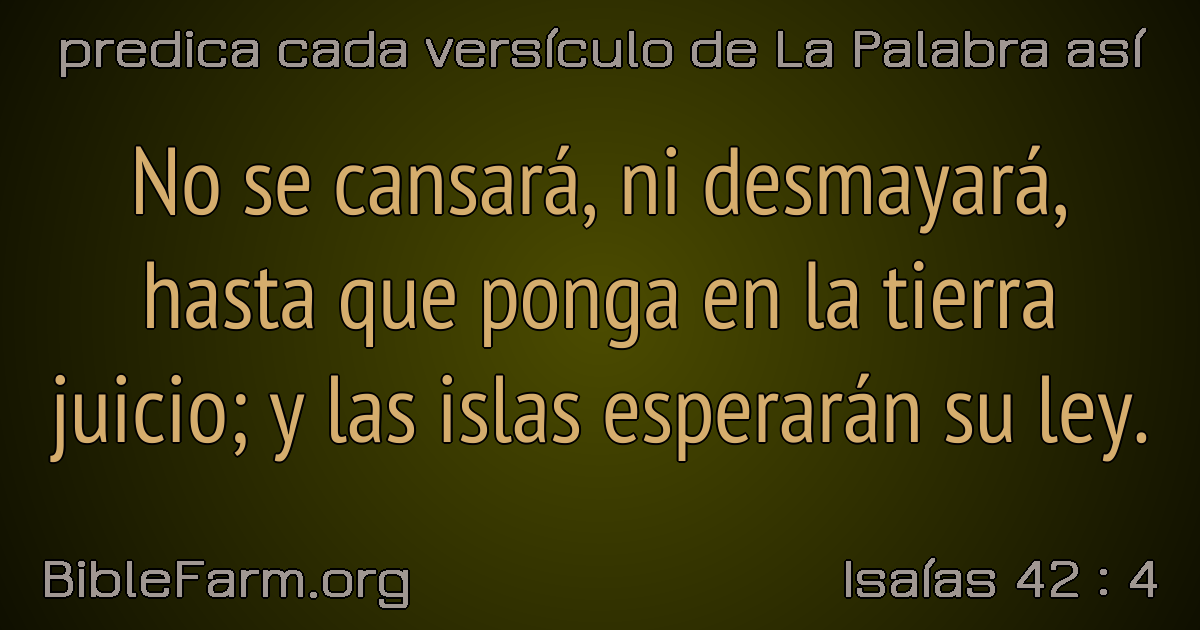 predica cada versículo de La Palabra así
No se cansará, ni desmayará,
hasta que ponga en la tierra
juicio; y las islas esperarán su ley.
BibleFarm.org
Isaías 42 : 4